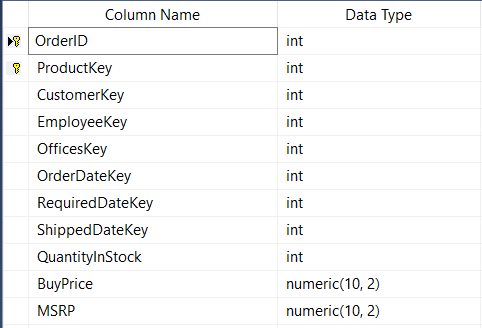 Column Name Data Type
OrderID int
ProductKey int
CustomerKey int
EmployeeKey int
OfficesKey int
OrderDateKey int
RequiredDateKey int
ShippedDateKey int
QuantityInStock int
BuyPrice numeric(10, 2)
MSRP numeric(10, 2)